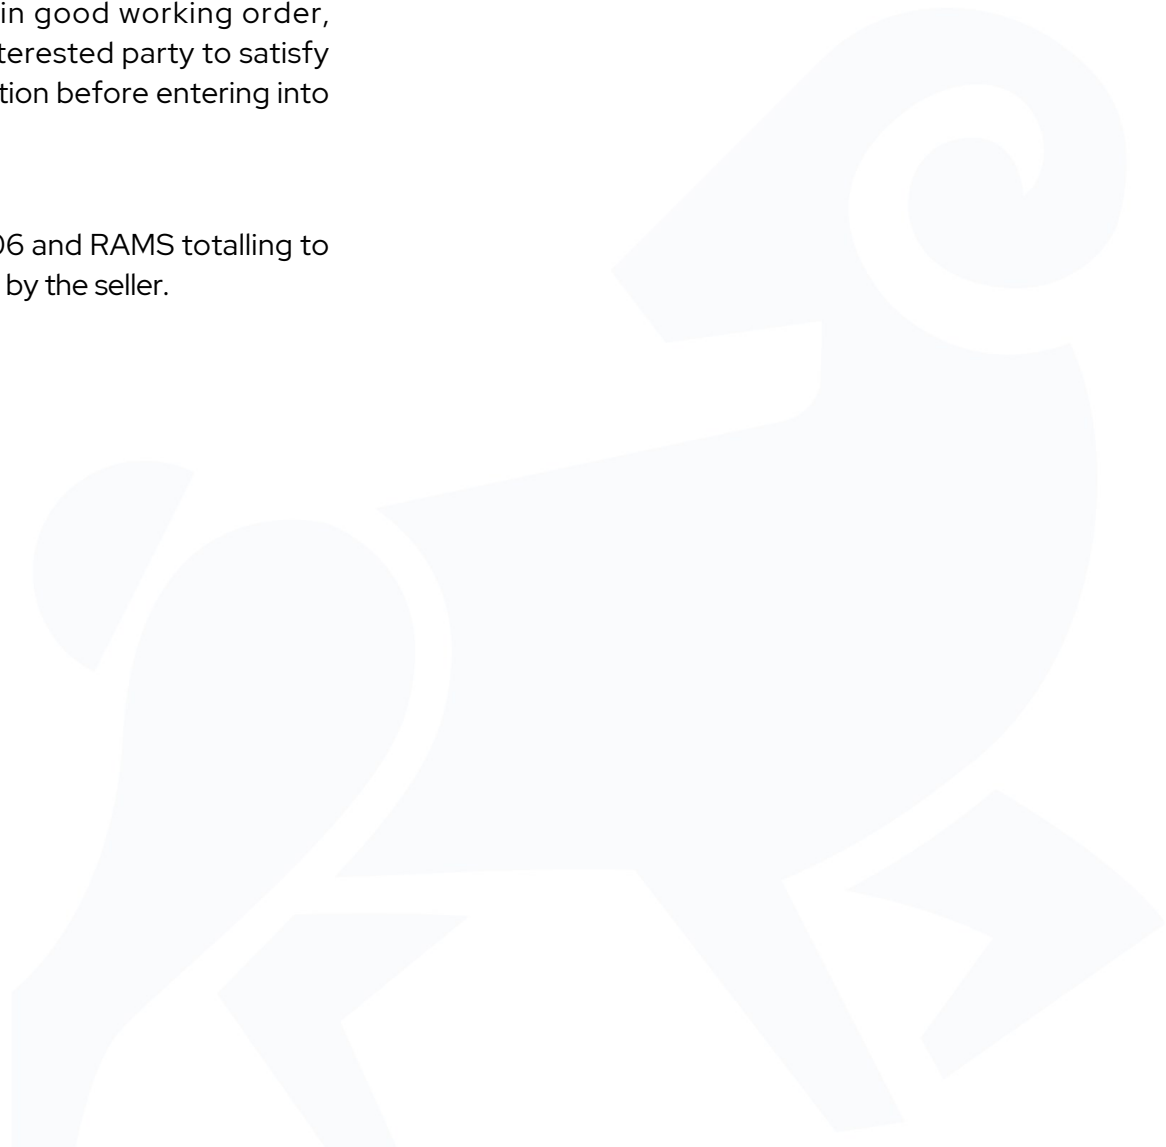 in good working order,
terested party to satisfy
tion before entering into
06 and RAMS totalling to
by the seller.